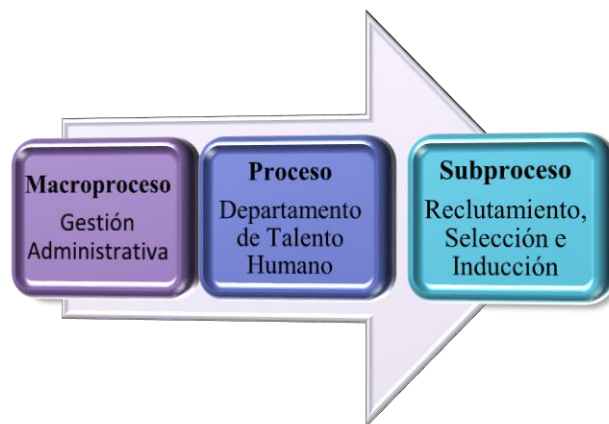 Macroproceso
Gestión
Administrativa
Proceso
Departamento
de Talento
Humano
Subproceso
Reclutamiento,
Selección e
Inducción